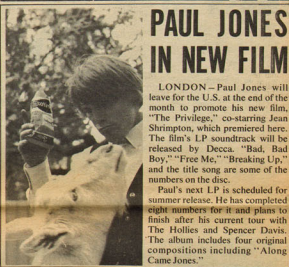 PAUL JONES
IN NEW FILM
LONDON—Paul Jones will
leave for the U.S. at the end of the
month to promote his new film,
"The Privilege," co-starring Jean
Shrimpton, which premiered here.
The film's LP soundtrack will be
released by Decca. "Bad, Bad
Boy," "Free Me," "Breaking Up,"
and the title song are some of the
numbers on the disc.
Paul's next LP is scheduled for
summer release. He has completed
eight numbers for it and plans to
finish after his current tour with
The Hollies and Spencer Davis.
The album includes four original
compositions including "Along
Came Jones."